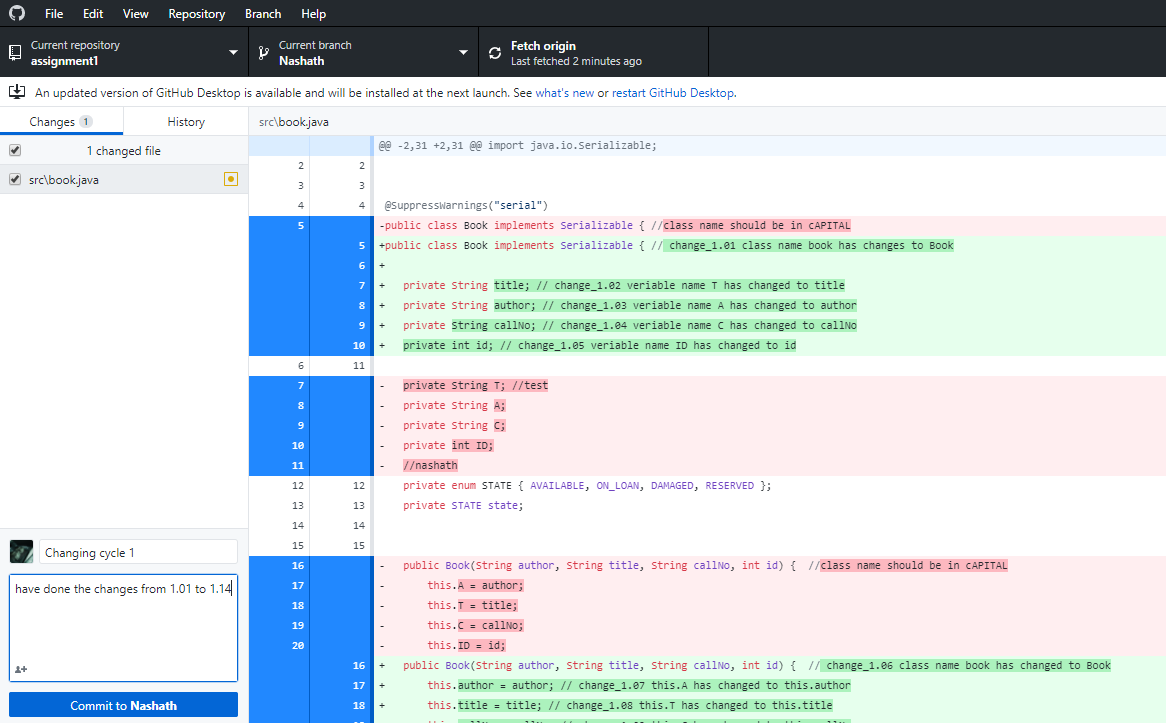 File Edit View Repository Branch Help
Current repository
assignment1
Current branch
Nashath
Fetch origin
Last fetched 2 minutes ago
An updated version of GitHub Desktop is available and will be installed at the next launch. See what's new or restart GitHub Desktop.
Changes 1 History
1 changed file
src\book.java
Changing cycle 1
have done the changes from 1.01 to 1.14
Commit to Nashath
src\book.java
@@ -2,31 +2,31 @@ import java.io.Serializable;
2 2
3 3
4 4 @SuppressWarnings("serial")
5 -public class Book implements Serializable { //class name should be in cAPITAL
5 +public class Book implements Serializable { // change_1.01 class name book has changes to Book
6 +
7 + private String title; // change_1.02 veriable name T has changed to title
8 + private String author; // change_1.03 veriable name A has changed to author
9 + private String callNo; // change_1.04 veriable name C has changed to callNo
10 + private int id; // change_1.05 veriable name ID has changed to id
6 11
7 - private String T; //test
8 - private String A;
9 - private String C;
10 - private int ID;
11 - //nashath
12 12 private enum STATE { AVAILABLE, ON_LOAN, DAMAGED, RESERVED };
13 13 private STATE state;
14 14
15 15
16 - public Book(String author, String title, String callNo, int id) { //class name should be in cAPITAL
17 - this.A = author;
18 - this.T = title;
19 - this.C = callNo;
20 - this.ID = id;
16 + public Book(String author, String title, String callNo, int id) { // change_1.06 class name book has changed to Book
17 + this.author = author; // change_1.07 this.A has changed to this.author
18 + this.title = title; // change_1.08 this.T has changed to this.title